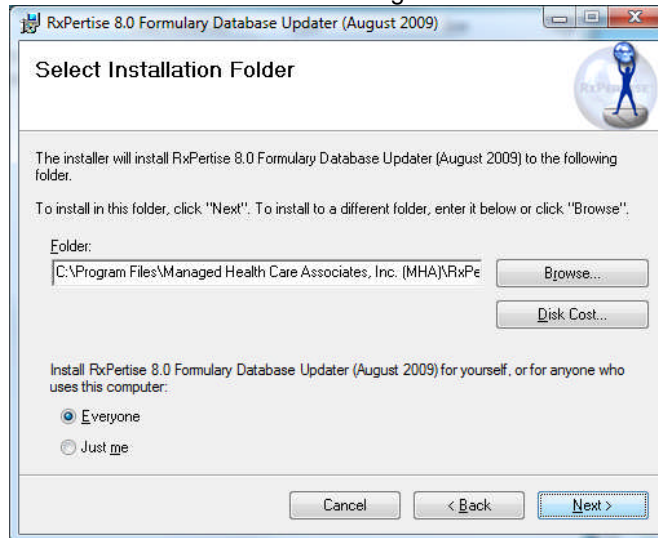 RxPertise 8.0 Formulary Database Updater (August 2009)
Select Installation Folder
The installer will install RxPertise 8.0 Formulary Database Updater (August 2009) to the following
folder.
To install in this folder, click "Next". To install to a different folder, enter it below or click "Browse".
Folder:
C:\Program Files\Managed Health Care Associates, Inc. (MHA)\RxPe
Browse...
Disk Cost...
Install RxPertise 8.0 Formulary Database Updater (August 2009) for yourself, or for anyone who
uses this computer:
Everyone
Just me
Cancel
< Back
Next >